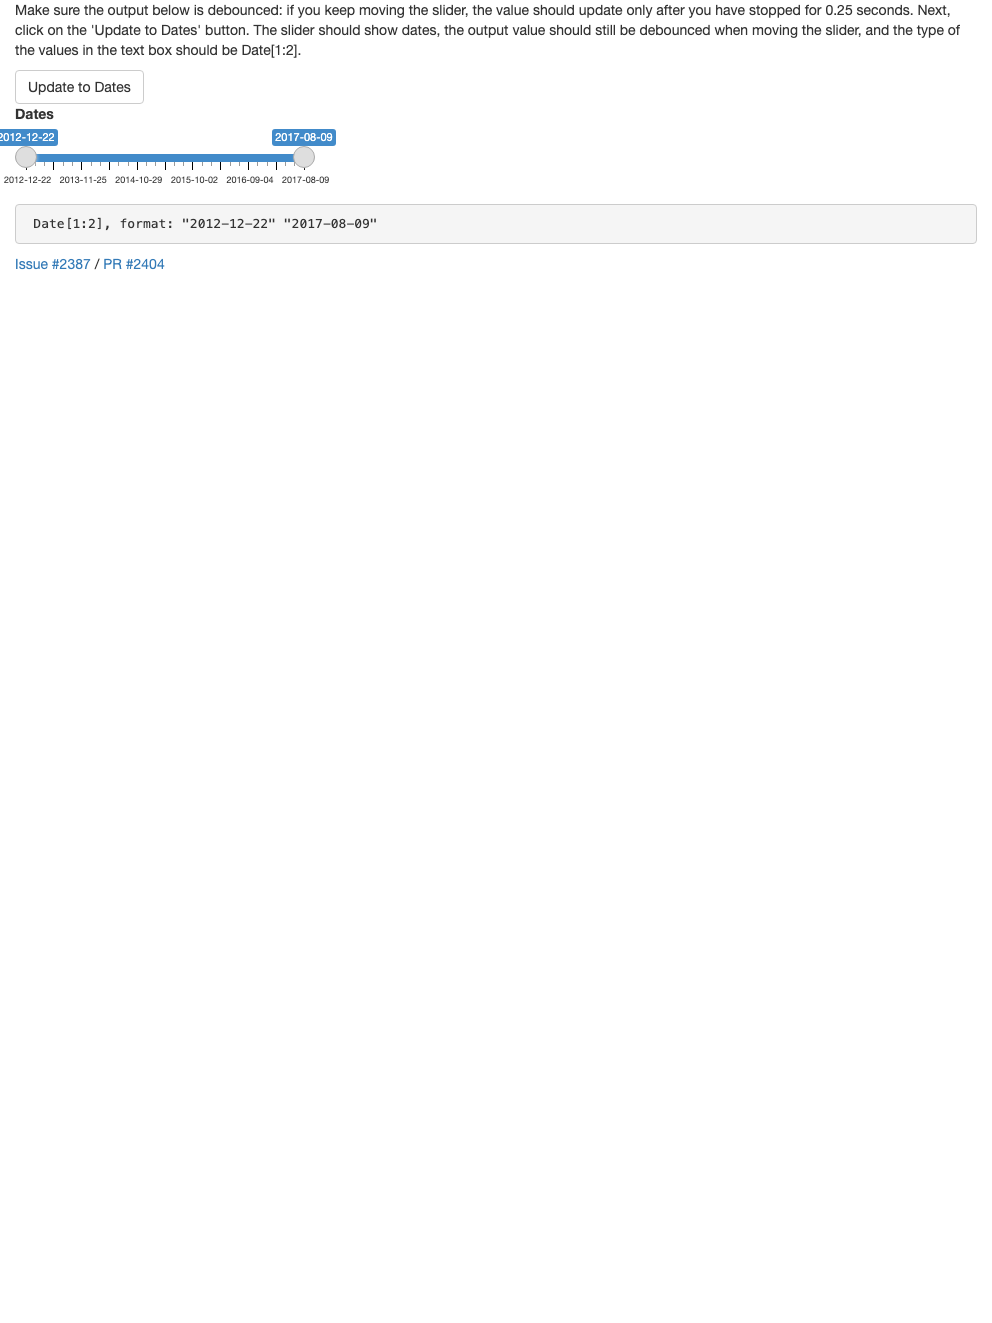 Make sure the output below is debounced: if you keep moving the slider, the value should update only after you have stopped for 0.25 seconds. Next,
click on the 'Update to Dates' button. The slider should show dates, the output value should still be debounced when moving the slider, and the type of
the values in the text box should be Date[1:2].
Update to Dates
Dates
2012-12-22 2017-08-09
2012-12-22 2013-11-25 2014-10-29 2015-10-02 2016-09-04 2017-08-09
Date[1:2], format: "2012-12-22" "2017-08-09"
Issue #2387 / PR #2404